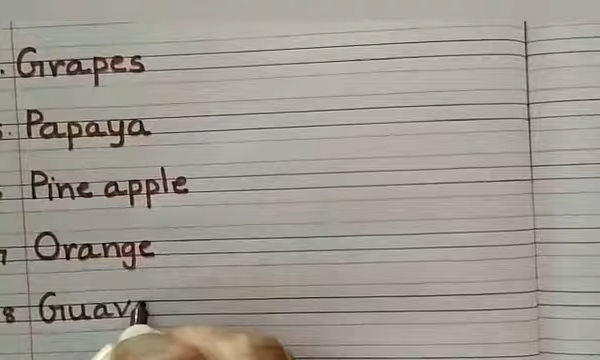 . Grapes
. Papaya
Pine apple
7 Orange
8 Guav